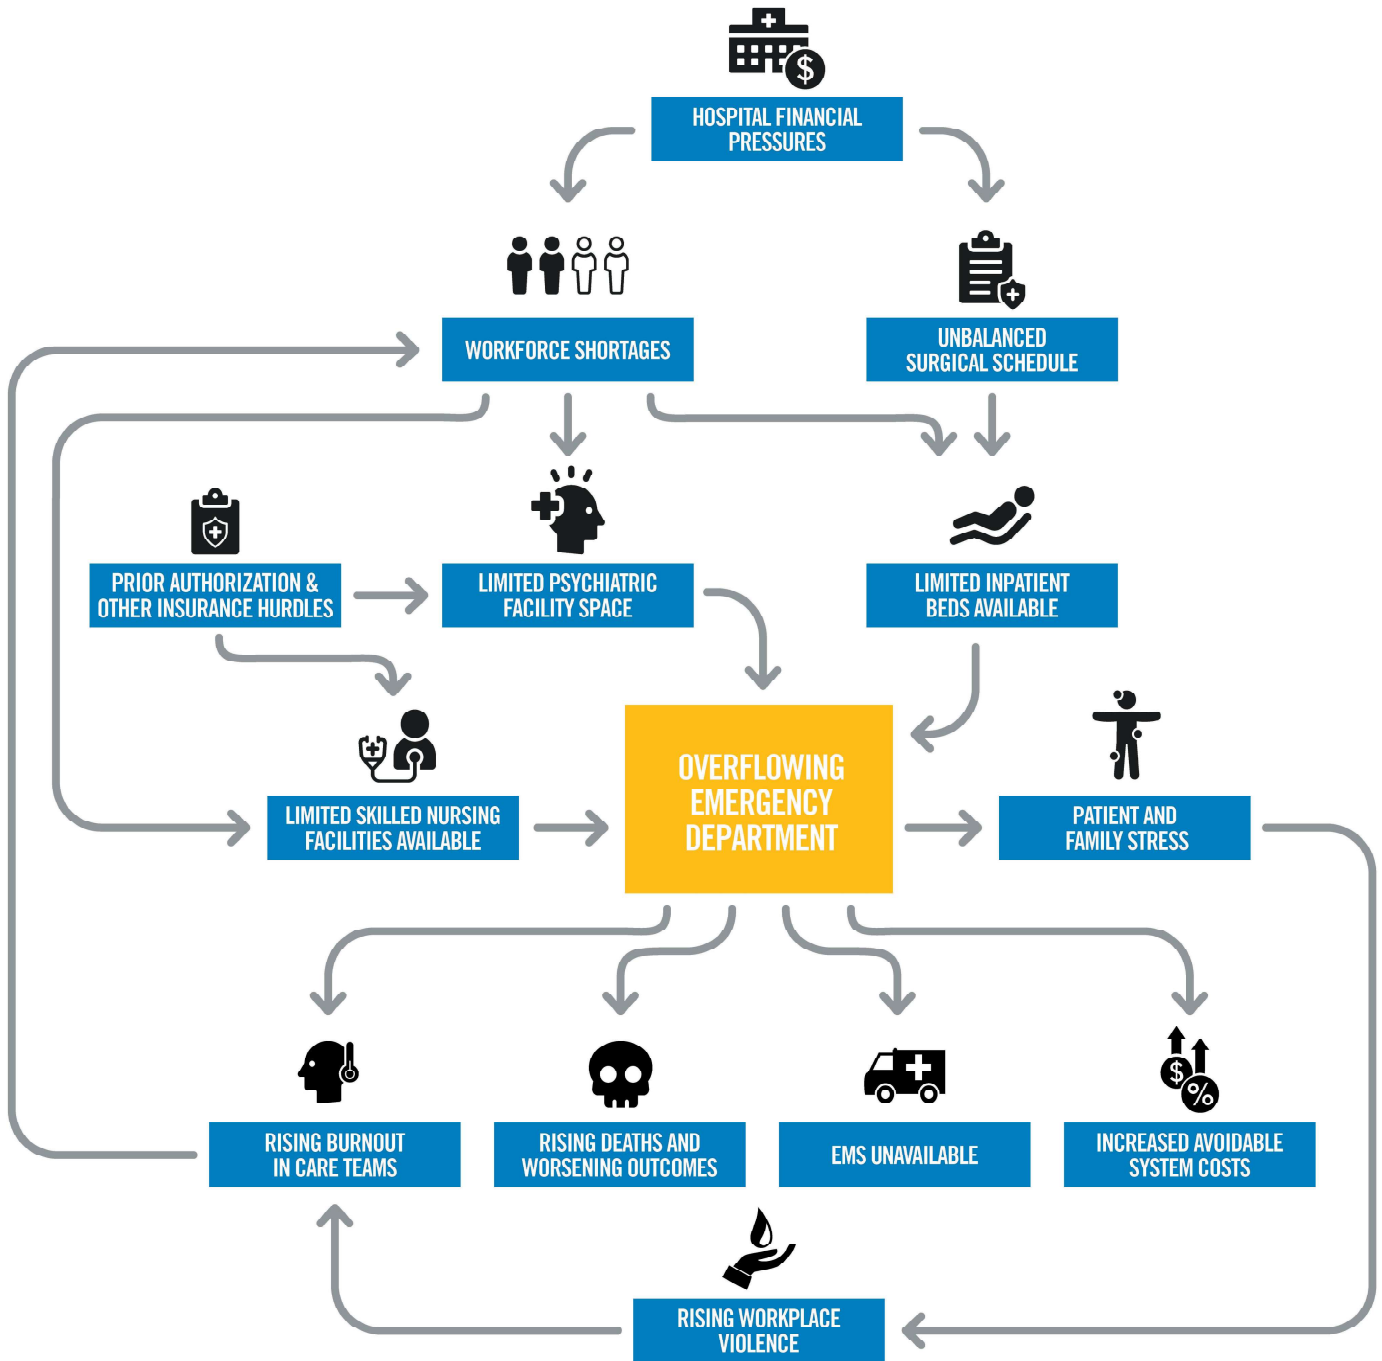 $
HOSPITAL FINANCIAL
PRESSURES
WORKFORCE SHORTAGES
UNBALANCED
SURGICAL SCHEDULE
PRIOR AUTHORIZATION &
OTHER INSURANCE HURDLES
LIMITED PSYCHIATRIC
FACILITY SPACE
LIMITED INPATIENT
BEDS AVAILABLE
LIMITED SKILLED NURSING
FACILITIES AVAILABLE
OVERFLOWING
EMERGENCY
DEPARTMENT
PATIENT AND
FAMILY STRESS
$
%
RISING BURNOUT
IN CARE TEAMS
RISING DEATHS AND
WORSENING OUTCOMES
EMS UNAVAILABLE
INCREASED AVOIDABLE
SYSTEM COSTS
RISING WORKPLACE
VIOLENCE